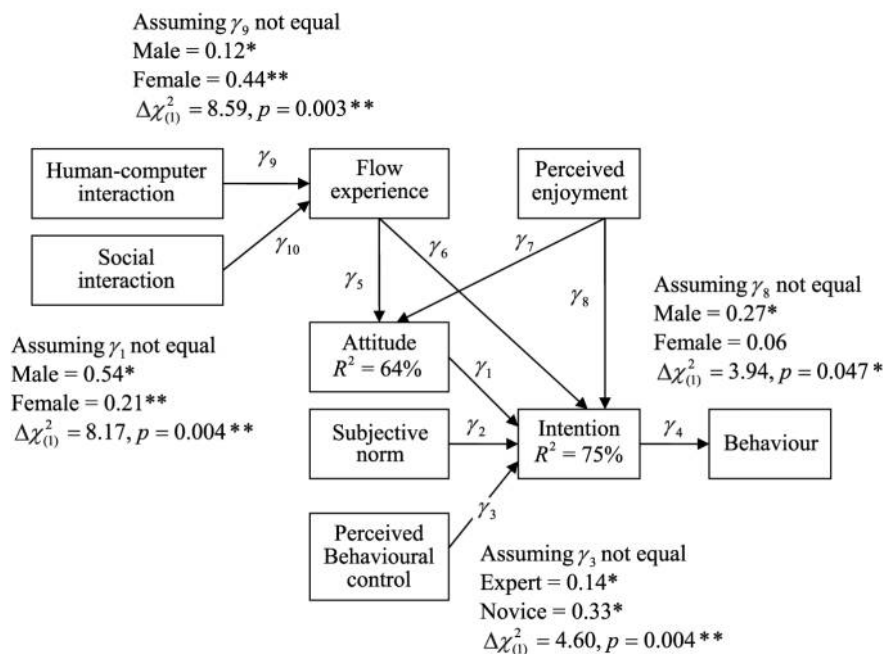 Assuming γ₉ not equal
Male = 0.12*
Female = 0.44**
Δχ²₍₁₎ = 8.59, p = 0.003**
Human-computer
interaction
γ₉
Flow
experience
Perceived
enjoyment
Social
interaction
γ₁₀
γ₅
γ₆
γ₇
γ₈
Assuming γ₈ not equal
Male = 0.27*
Female = 0.06
Δχ²₍₁₎ = 3.94, p = 0.047*
Assuming γ₁ not equal
Male = 0.54*
Female = 0.21**
Δχ²₍₁₎ = 8.17, p = 0.004**
Attitude
R² = 64%
γ₁
Subjective
norm
γ₂
Intention
R² = 75%
γ₄
Behaviour
Perceived
Behavioural
control
γ₃
Assuming γ₃ not equal
Expert = 0.14*
Novice = 0.33*
Δχ²₍₁₎ = 4.60, p = 0.004**